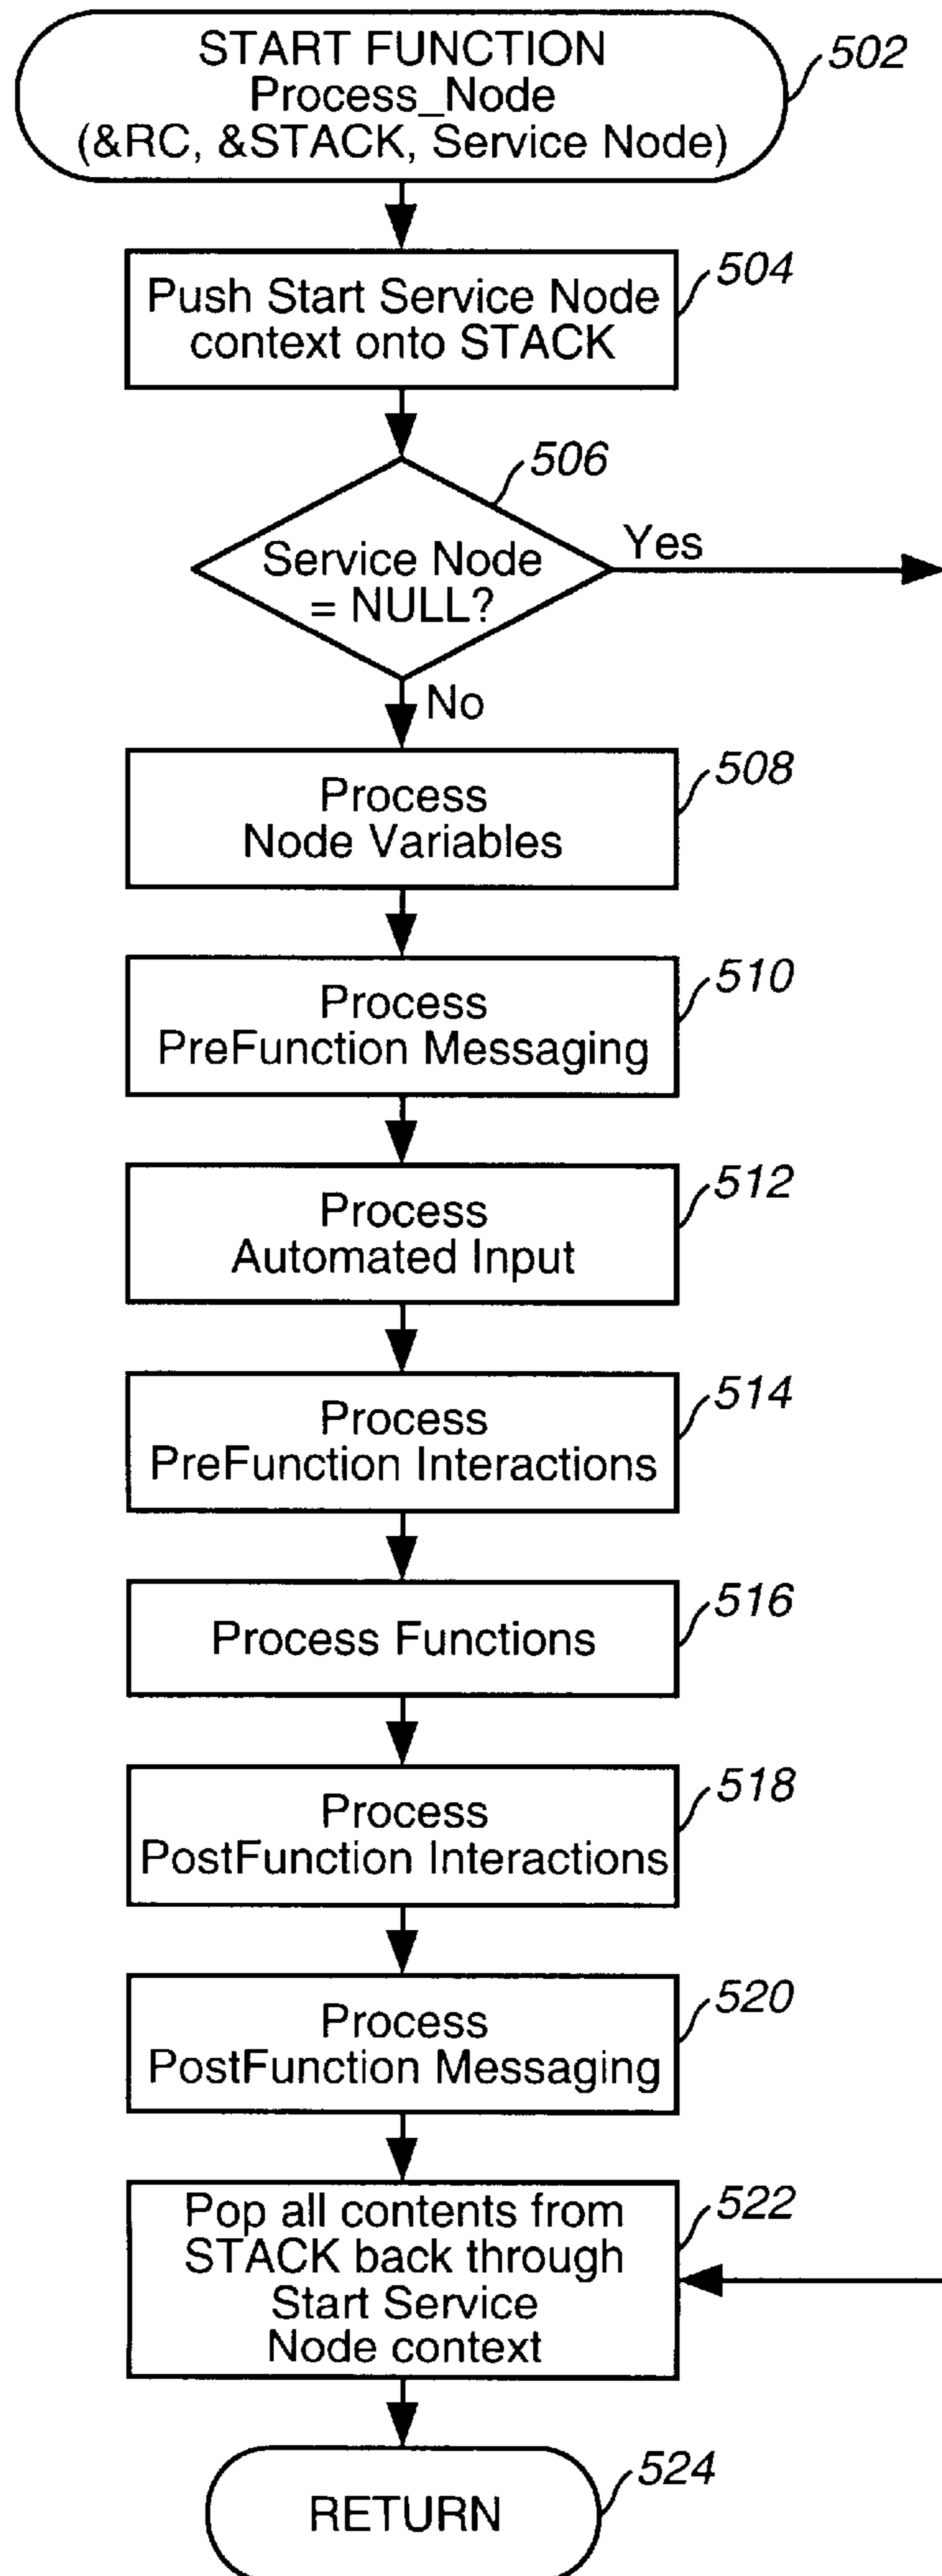 START FUNCTION
Process_Node
(&RC, &STACK, Service Node)
502
Push Start Service Node
context onto STACK
504
506
Service Node
= NULL?
Yes
No
Process
Node Variables
508
Process
PreFunction Messaging
510
Process
Automated Input
512
Process
PreFunction Interactions
514
Process Functions
516
Process
PostFunction Interactions
518
Process
PostFunction Messaging
520
Pop all contents from
STACK back through
Start Service
Node context
522
RETURN
524